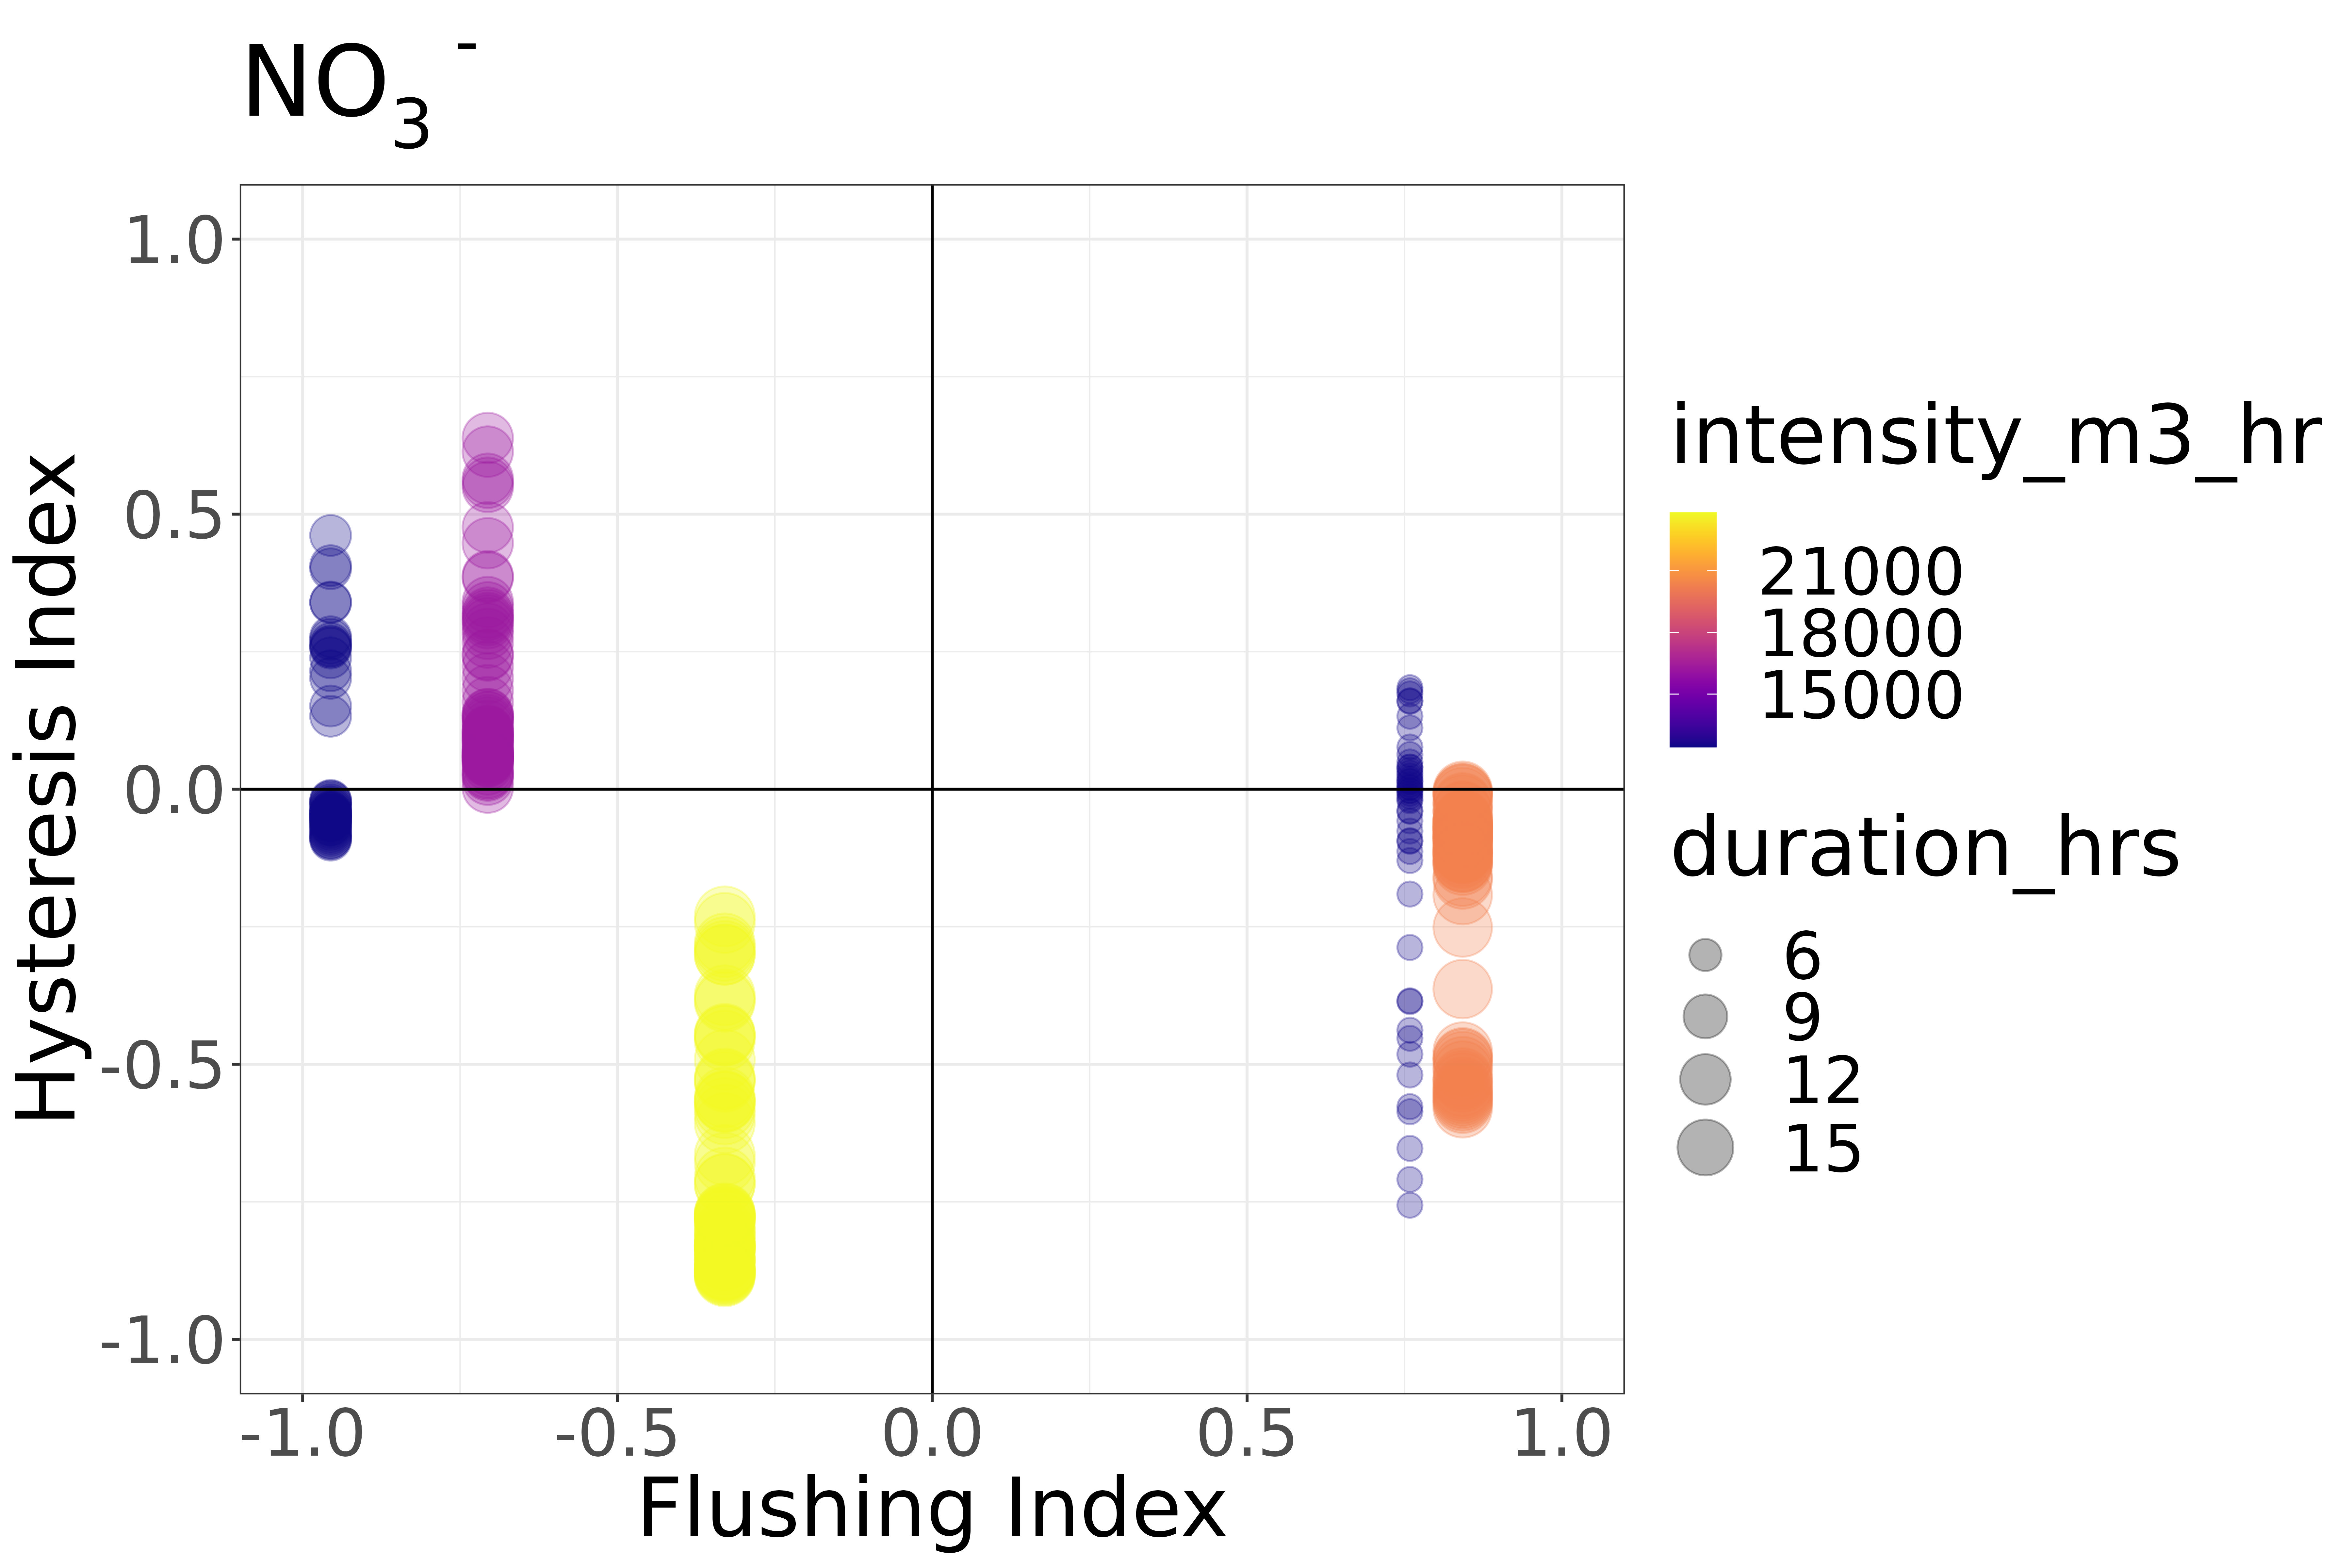 NO3 -
1.0
0.5
0.0
-0.5
-1.0
Hysteresis Index
-1.0 -0.5 0.0 0.5 1.0
Flushing Index
intensity_m3_hr
21000
18000
15000
duration_hrs
6
9
12
15